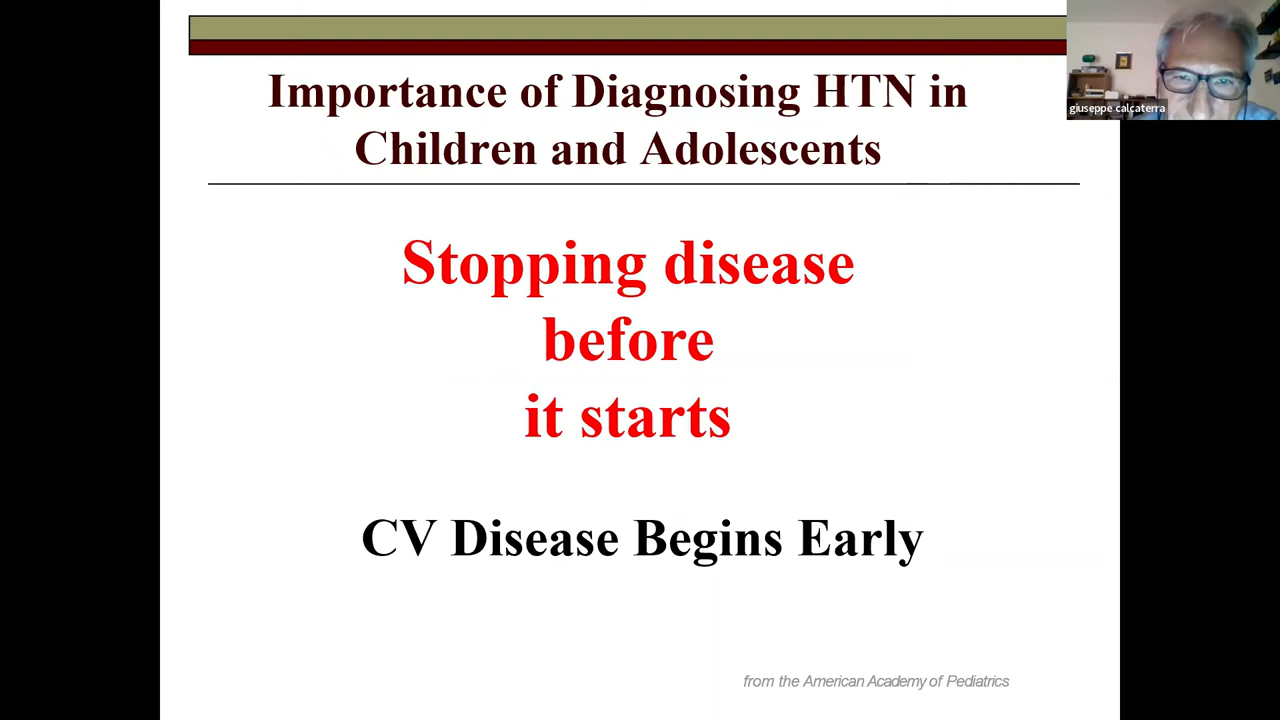 Importance of Diagnosing HTN in
Children and Adolescents
Stopping disease
before
it starts
CV Disease Begins Early
from the American Academy of Pediatrics
giuseppe calcaterra